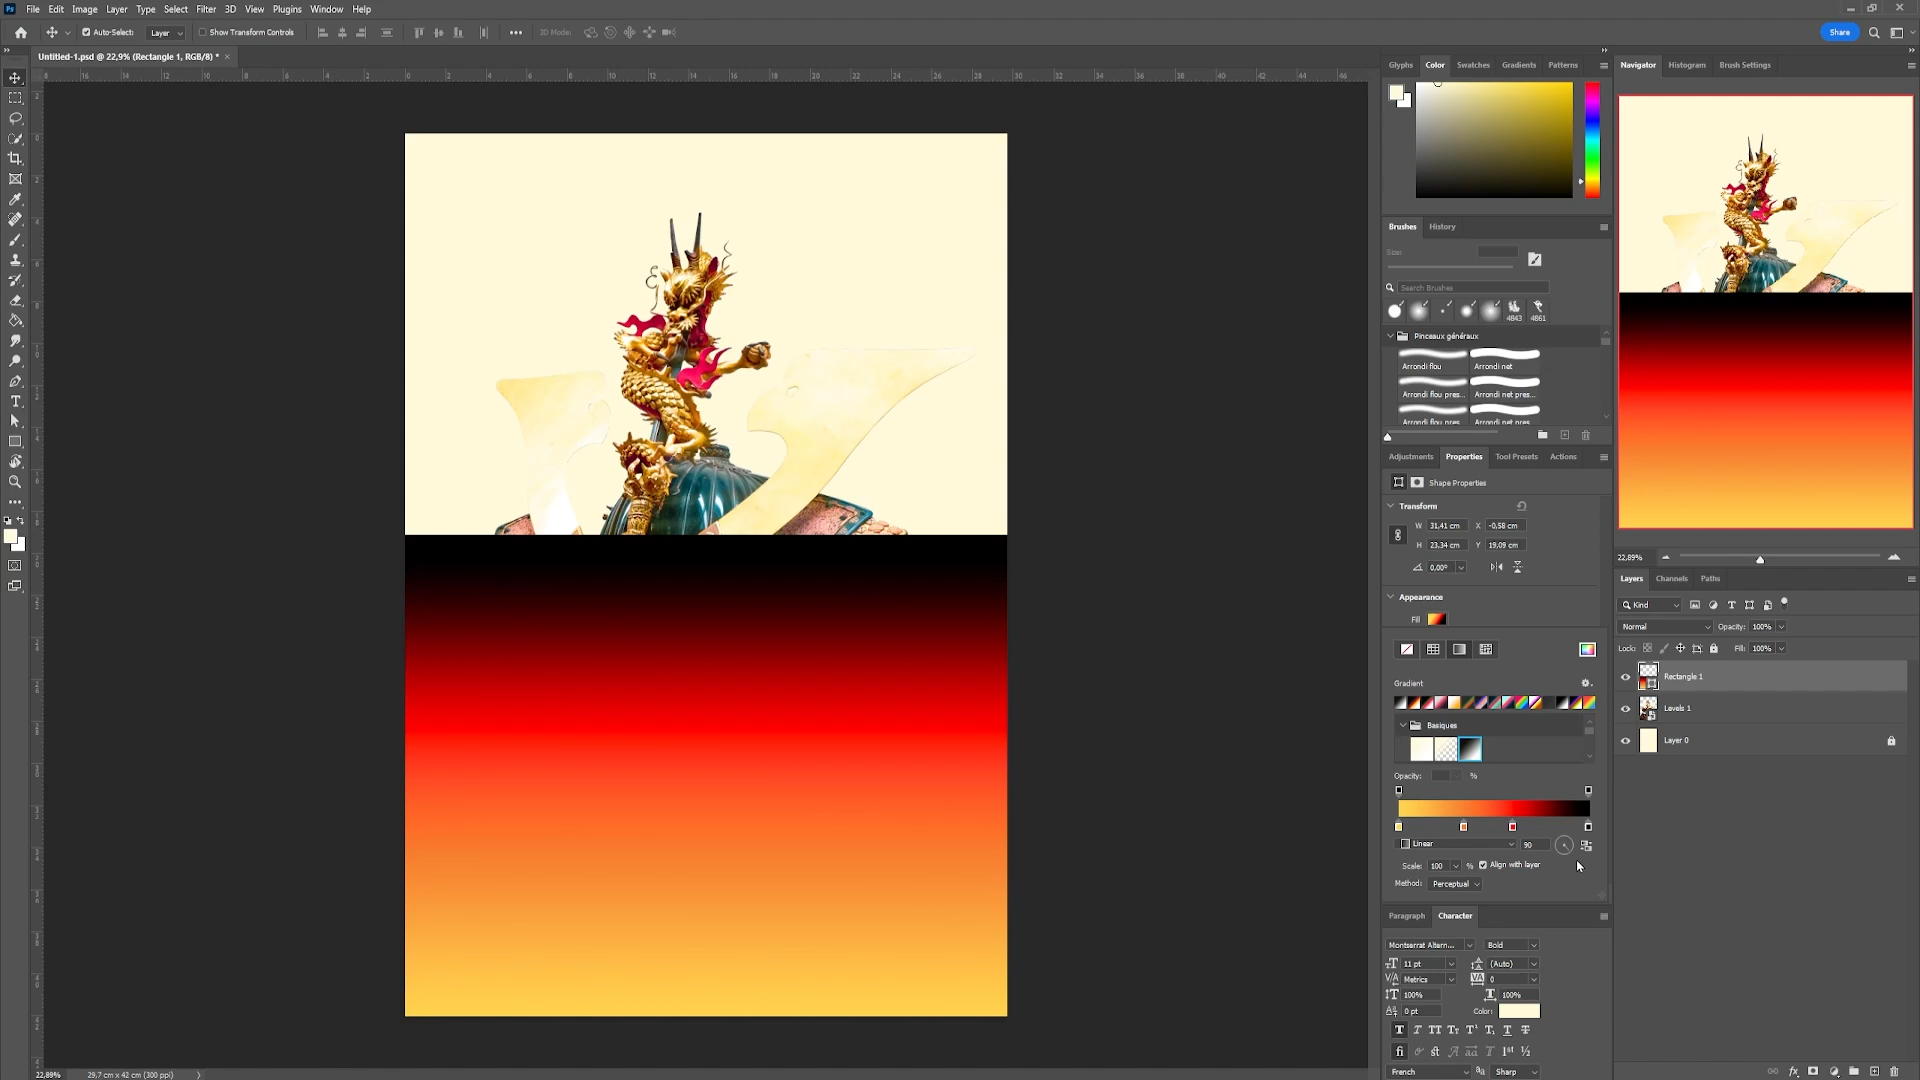 Ps File Edit Image Layer Type Select Filter 3D View Plugins Window Help
Auto-Select: Layer Show Transform Controls 3D Mode: Share
Untitled-1.psd @ 22,9% (Rectangle 1, RGB/8) * ×
Glyphs Color Swatches Gradients Patterns
Navigator Histogram Brush Settings
Brushes History
Size:
Search Brushes
4843 4861
Pinceaux généraux
Arrondi flou Arrondi net
Arrondi flou pres... Arrondi net pres...
Arrondi flou pres Arrondi net pres
Adjustments Properties Tool Presets Actions
Shape Properties
Transform
W 31,41 cm X -0,58 cm
H 23,34 cm Y 19,09 cm
0,00°
Appearance
Fill
Gradient
Basiques
Opacity: %
Linear 90
Scale: 100 % Align with layer
Method: Perceptual
Paragraph Character
Montserrat Altern... Bold
11 pt (Auto)
Metrics 0
100% 100%
0 pt Color:
French Sharp
22,89%
Layers Channels Paths
Kind
Normal Opacity: 100%
Lock: Fill: 100%
Rectangle 1
Levels 1
Layer 0
22,89% 29,7 cm x 42 cm (300 ppi)